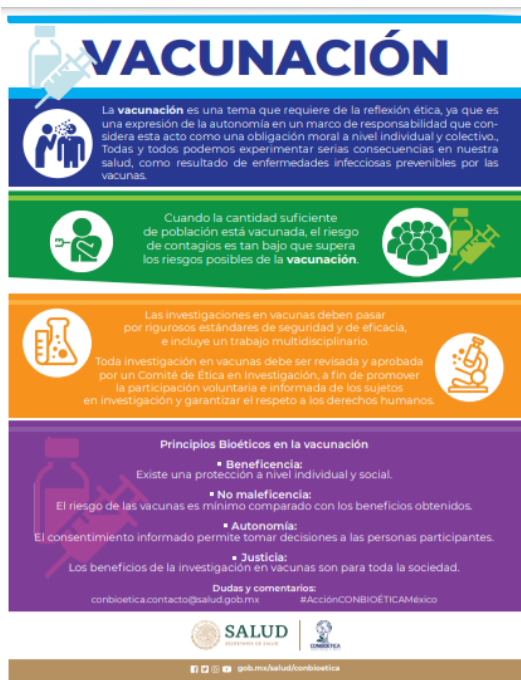 VACUNACIÓN
La vacunación es una tema que requiere de la reflexión ética, ya que es
una expresión de la autonomía en un marco de responsabilidad que con-
sidera esta acto como una obligación moral a nivel individual y colectivo.,
Todas y todos podemos experimentar serias consecuencias en nuestra
salud, como resultado de enfermedades infecciosas prevenibles por las
vacunas.
Cuando la cantidad suficiente
de población está vacunada, el riesgo
de contagios es tan bajo que supera
los riesgos posibles de la vacunación.
Las investigaciones en vacunas deben pasar
por rigurosos estándares de seguridad y de eficacia,
e incluye un trabajo multidisciplinario.
Toda investigación en vacunas debe ser revisada y aprobada
por un Comité de Ética en Investigación, a fin de promover
la participación voluntaria e informada de los sujetos
en investigación y garantizar el respeto a los derechos humanos.
Principios Bioéticos en la vacunación
▪ Beneficencia:
Existe una protección a nivel individual y social.
▪ No maleficencia:
El riesgo de las vacunas es mínimo comparado con los beneficios obtenidos.
▪ Autonomía:
El consentimiento informado permite tomar decisiones a las personas participantes.
▪ Justicia:
Los beneficios de la investigación en vacunas son para toda la sociedad.
Dudas y comentarios:
conbioetica.contacto@salud.gob.mx #AcciónCONBIOÉTICAMéxico
SALUD
SECRETARÍA DE SALUD
CONBIOÉTICA
gob.mx/salud/conbioetica